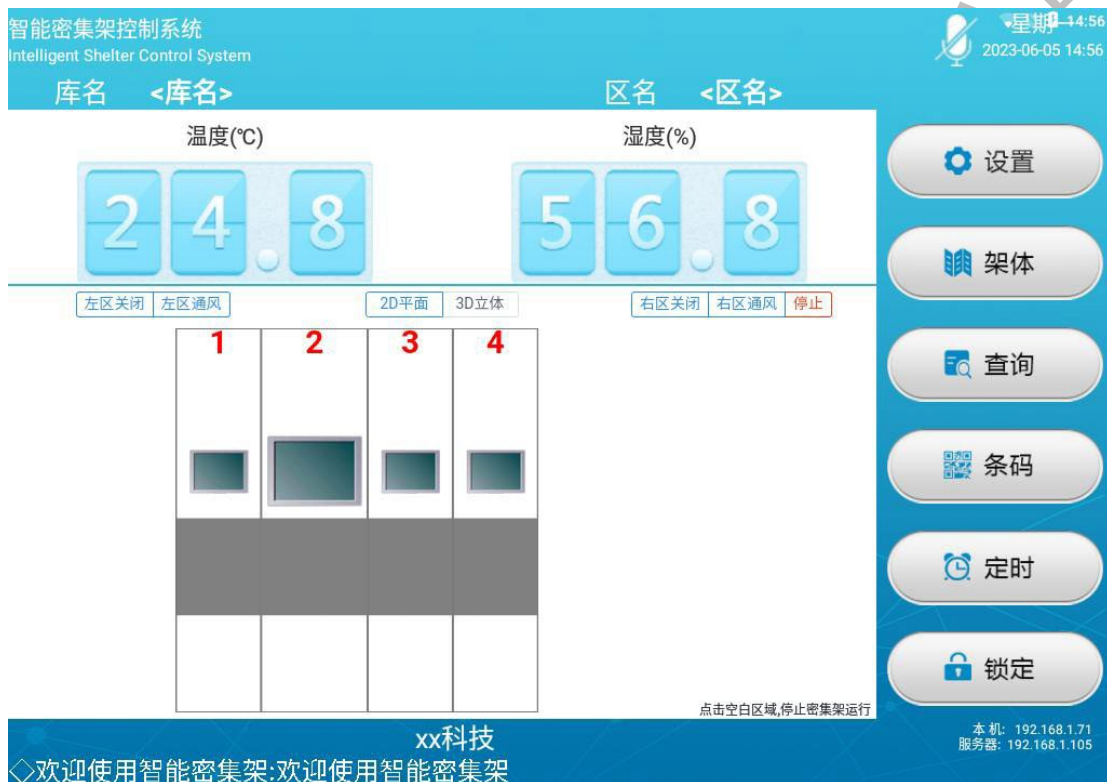 智能密集架控制系统
Intelligent Shelter Control System
14:56
2023-06-05 14:56
库名 <库名> 区名 <区名>
温度(℃) 湿度(%)
24.8 56.8
左区关闭 左区通风 2D平面 3D立体 右区关闭 右区通风 停止
1 2 3 4
点击空白区域,停止密集架运行
设置
架体
查询
条码
定时
锁定
xx科技
本机: 192.168.1.71
服务器: 192.168.1.105
◇欢迎使用智能密集架:欢迎使用智能密集架